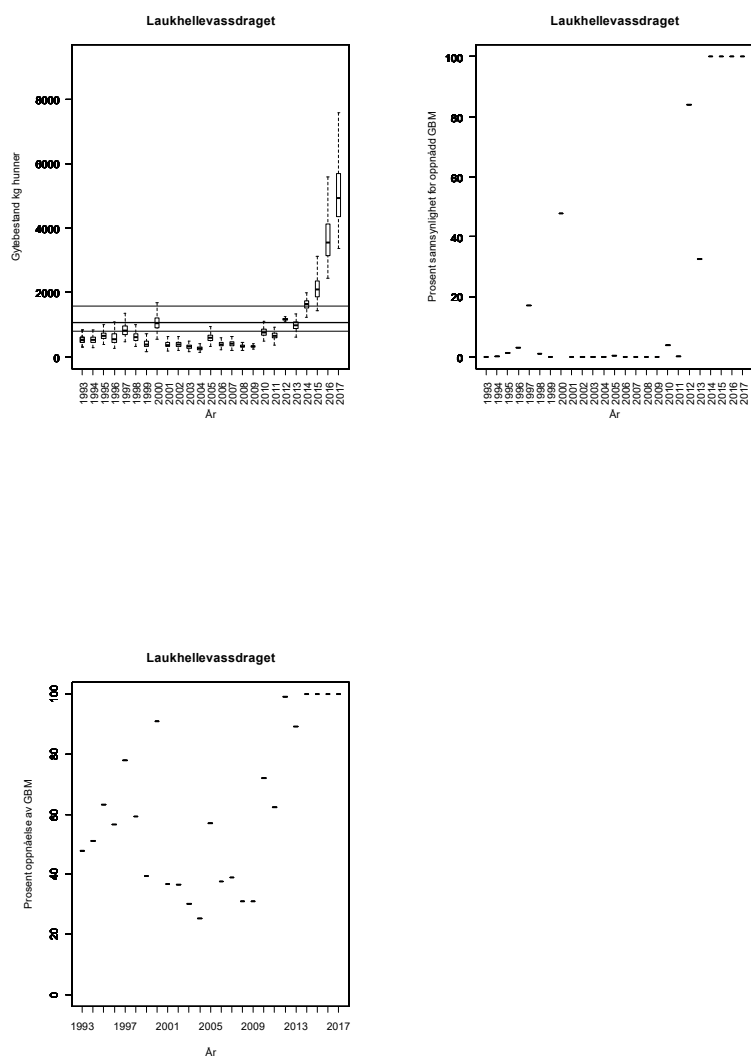 Laukhellevassdraget
Gytebestand kg hunner
8000
6000
4000
2000
0
1993 1994 1995 1996 1997 1998 1999 2000 2001 2002 2003 2004 2005 2006 2007 2008 2009 2010 2011 2012 2013 2014 2015 2016 2017
År
Laukhellevassdraget
Prosent sannsynlighet for oppnådd GBM
100
80
60
40
20
0
1993 1994 1995 1996 1997 1998 1999 2000 2001 2002 2003 2004 2005 2006 2007 2008 2009 2010 2011 2012 2013 2014 2015 2016 2017
År
Laukhellevassdraget
Prosent oppnåelse av GBM
100
80
60
40
20
0
1993 1997 2001 2005 2009 2013 2017
År